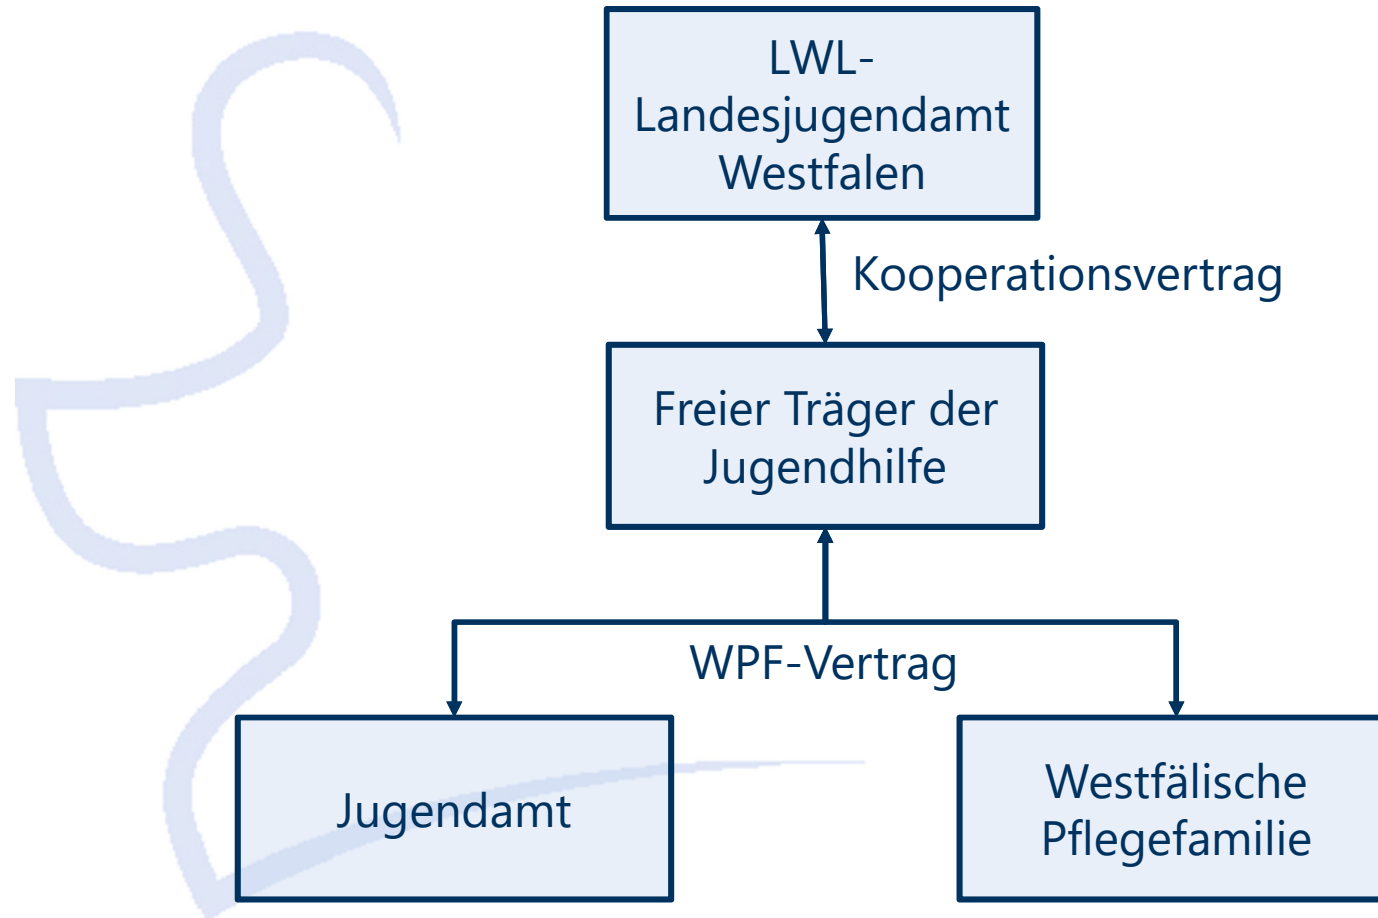 LWL-
Landesjugendamt
Westfalen
Kooperationsvertrag
Freier Träger der
Jugendhilfe
WPF-Vertrag
Jugendamt
Westfälische
Pflegefamilie